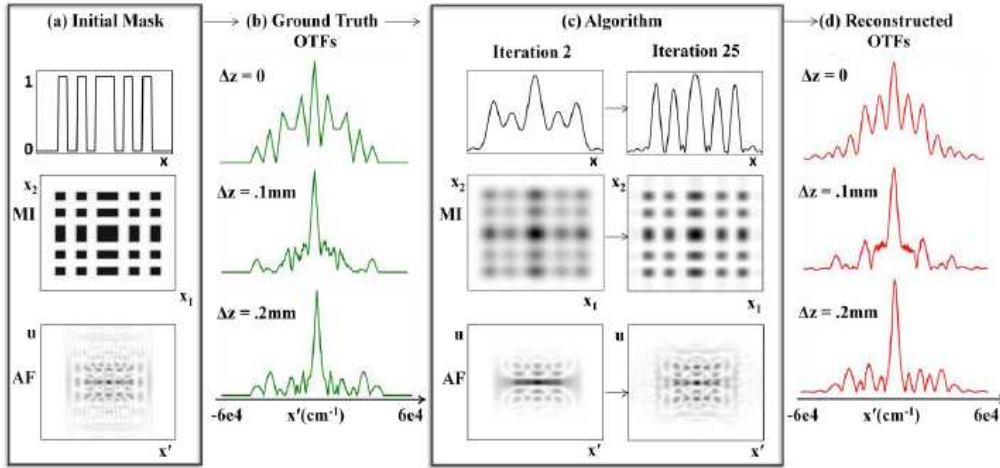 (a) Initial Mask
1
0
x
x2
MI
x1
u
AF
x'
(b) Ground Truth
OTFs
Δz = 0
Δz = .1mm
Δz = .2mm
-6e4
x'(cm⁻¹)
6e4
(c) Algorithm
Iteration 2
Iteration 25
x
x
x2
x2
MI
x1
x1
u
u
AF
x'
x'
(d) Reconstructed
OTFs
Δz = 0
Δz = .1mm
Δz = .2mm
-6e4
x'(cm⁻¹)
6e4